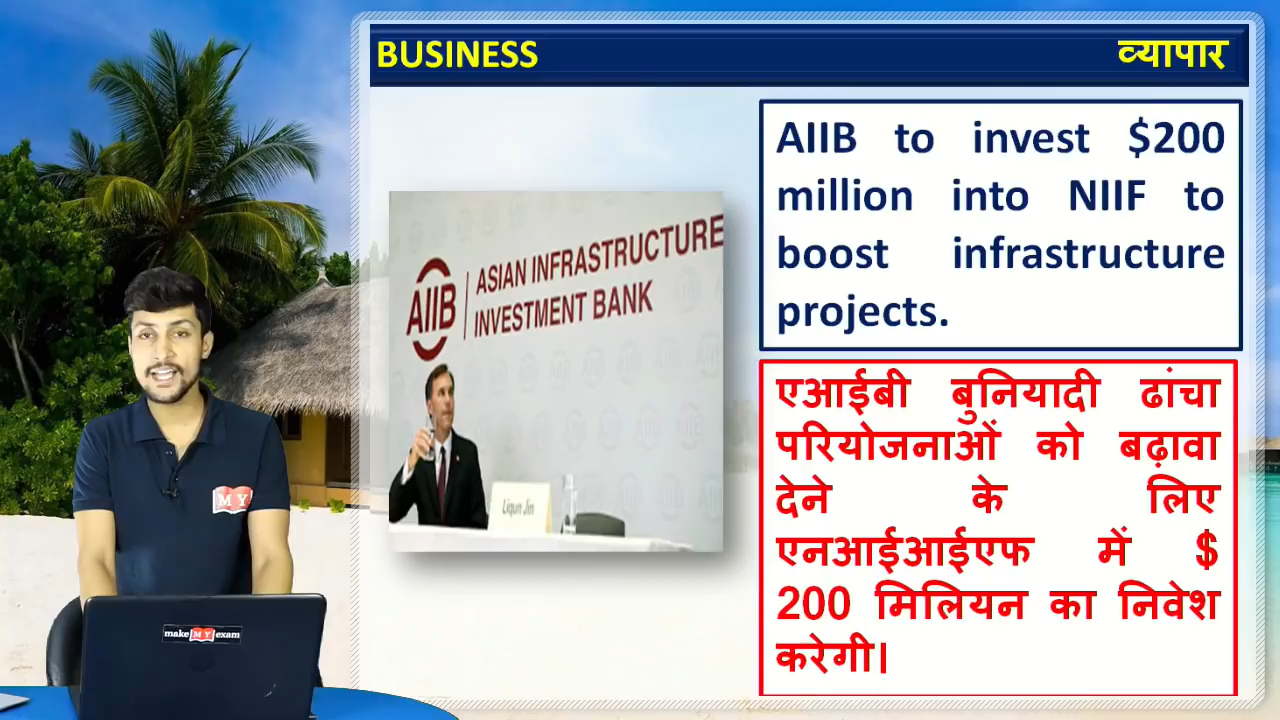 BUSINESS
व्यापार
AIIB to invest $200
million into NIIF to
boost infrastructure
projects.
एआईबी बुनियादी ढांचा
परियोजनाओं को बढ़ावा
देने के लिए
एनआईआईएफ में $
200 मिलियन का निवेश
करेगी।
AIIB
ASIAN INFRASTRUCTURE
INVESTMENT BANK
Liqun Jin
MY
make MY exam